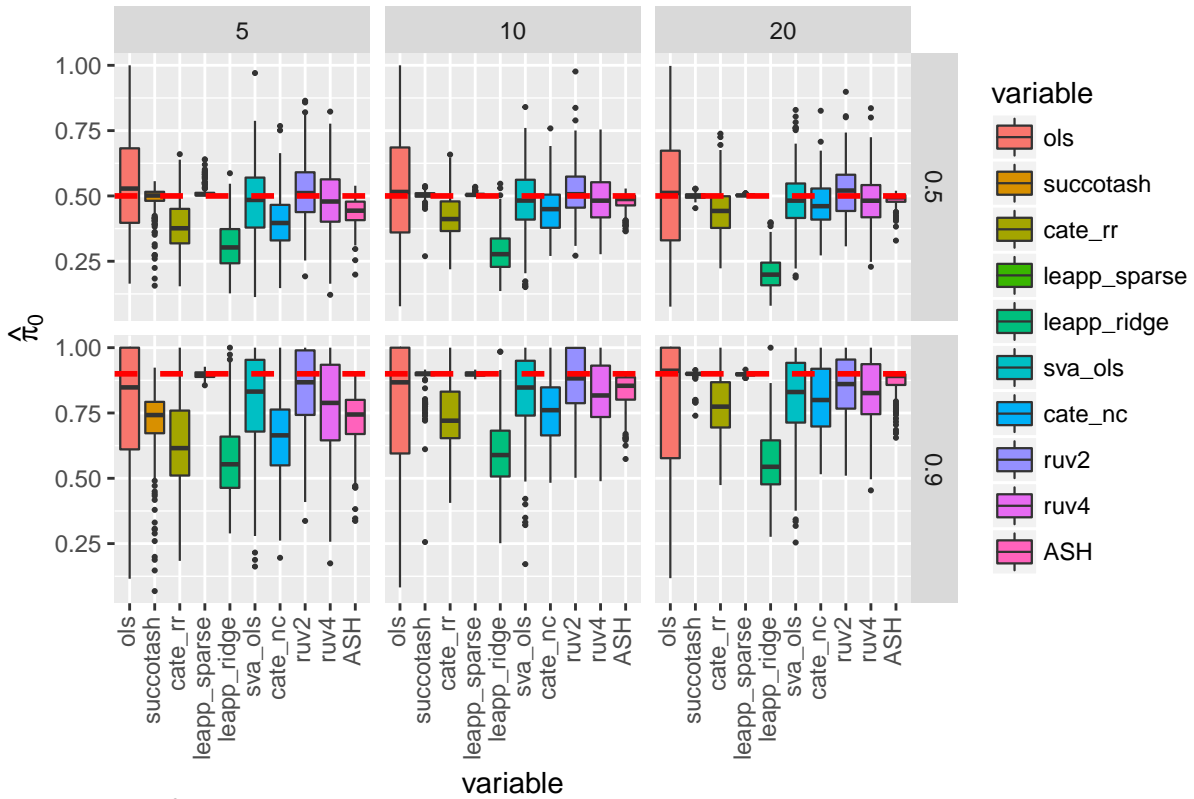 5 10 20
1.00
0.75
0.50
0.25
0.5
1.00
0.75
0.50
0.25
0.9
π̂0
ols succotash cate_rr leapp_sparse leapp_ridge sva_ols cate_nc ruv2 ruv4 ASH
ols succotash cate_rr leapp_sparse leapp_ridge sva_ols cate_nc ruv2 ruv4 ASH
ols succotash cate_rr leapp_sparse leapp_ridge sva_ols cate_nc ruv2 ruv4 ASH
variable
variable
ols
succotash
cate_rr
leapp_sparse
leapp_ridge
sva_ols
cate_nc
ruv2
ruv4
ASH